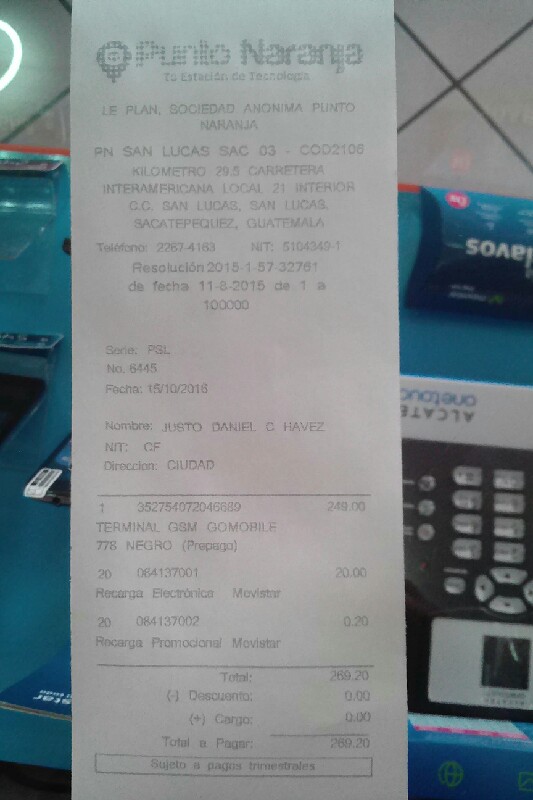 Punto Naranja
Tu Estación de Tecnología
LE PLAN, SOCIEDAD ANONIMA PUNTO
NARANJA
PN SAN LUCAS SAC 03 - COD2106
KILOMETRO 29.5 CARRETERA
INTERAMERICANA LOCAL 21 INTERIOR
C.C. SAN LUCAS, SAN LUCAS,
SACATEPEQUEZ, GUATEMALA
Telefono: 2267-4163 NIT: 5104349-1
Resolución 2015-1-57-32761
de fecha 11-8-2015 de 1 a
100000
Serie: PSL
No. 6445
Fecha: 15/10/2016
Nombre: JUSTO DANIEL C HAVEZ
NIT: CF
Direccion: CIUDAD
1 352754072046689 249.00
TERMINAL GSM GOMOBILE
778 NEGRO (Prepago)
20 084137001 20.00
Recarga Electrónica Movistar
20 084137002 0.20
Recarga Promocional Movistar
Total: 269.20
(-) Descuento: 0.00
(+) Cargo: 0.00
Total a Pagar: 269.20
Sujeto a pagos trimestrales
ALCATEL
onetouch